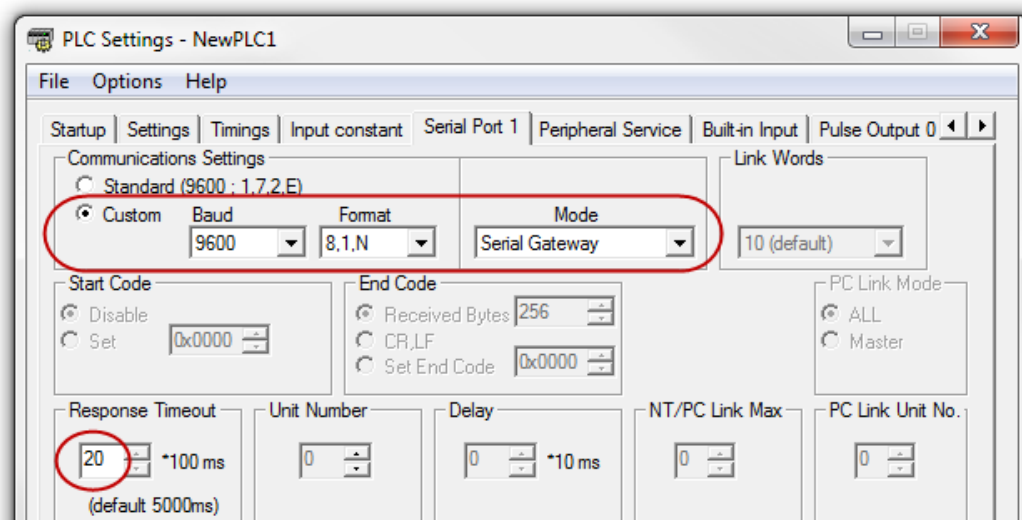 PLC Settings - NewPLC1
File Options Help
Startup Settings Timings Input constant Serial Port 1 Peripheral Service Built-in Input Pulse Output 0
Communications Settings Link Words
Standard (9600 ; 1,7,2,E)
Custom Baud Format Mode
9600 8,1,N Serial Gateway 10 (default)
Start Code End Code PC Link Mode
Disable Received Bytes 256 ALL
Set 0x0000 CR,LF Master
Set End Code 0x0000
Response Timeout Unit Number Delay NT/PC Link Max PC Link Unit No.
20 *100 ms 0 0 *10 ms 0 0
(default 5000ms)